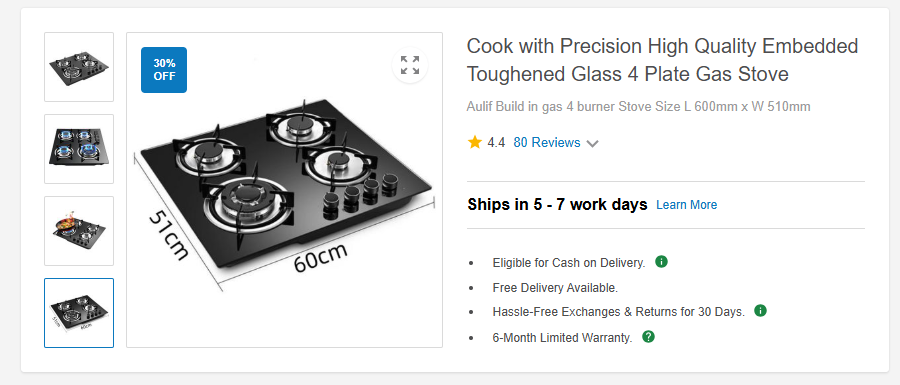 30%
OFF
51cm
60cm
Cook with Precision High Quality Embedded
Toughened Glass 4 Plate Gas Stove
Aulif Build in gas 4 burner Stove Size L 600mm x W 510mm
4.4 80 Reviews
Ships in 5 - 7 work days Learn More
Eligible for Cash on Delivery.
Free Delivery Available.
Hassle-Free Exchanges & Returns for 30 Days.
6-Month Limited Warranty.
51cm
60cm